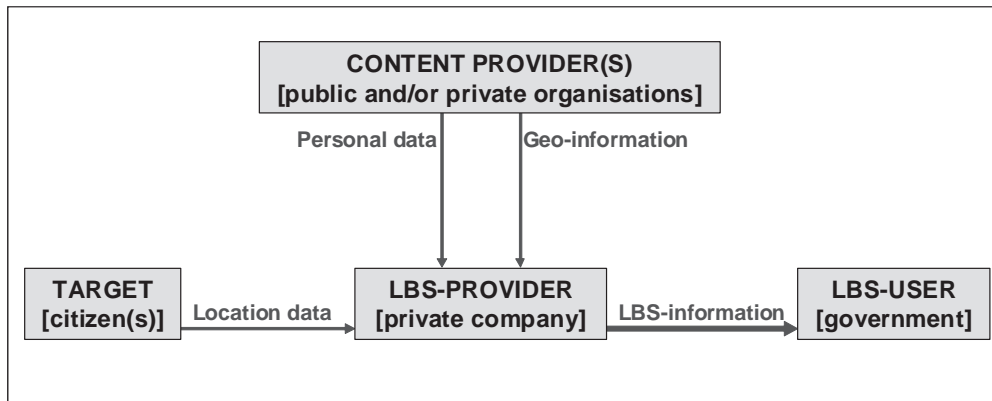 CONTENT PROVIDER(S)
[public and/or private organisations]
Personal data
Geo-information
TARGET
[citizen(s)]
Location data
LBS-PROVIDER
[private company]
LBS-information
LBS-USER
[government]